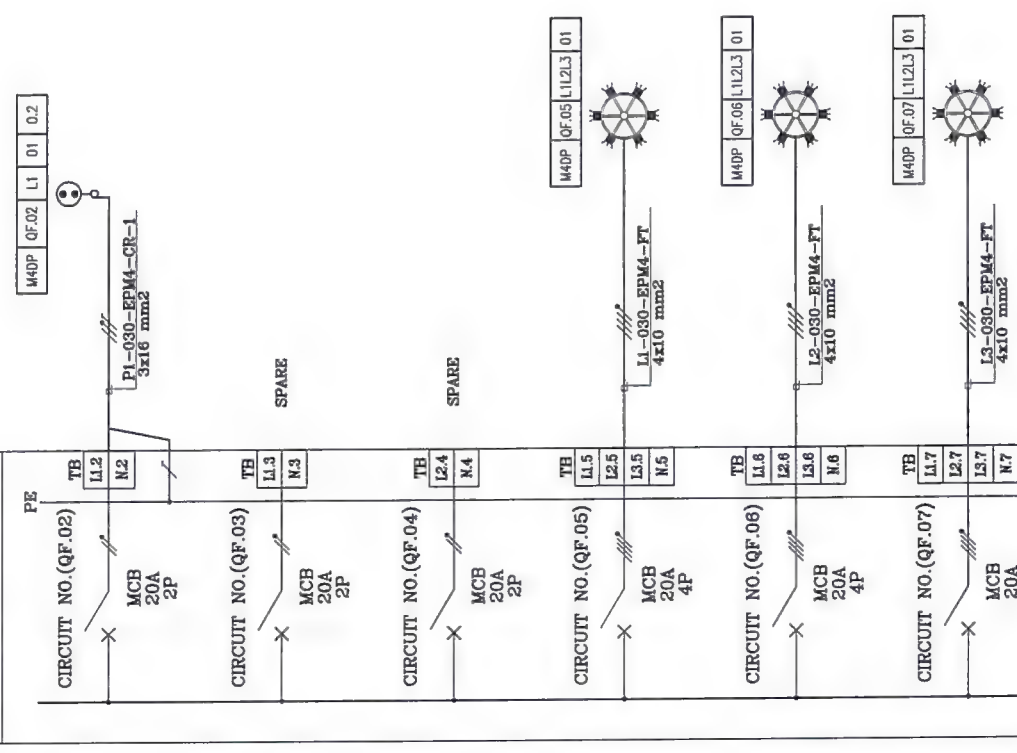 M4DP QF.02 L1 01 0.2
P1-030-EPM4-CR-1
3x16 mm2
PE
TB
L1.2
N.2
CIRCUIT NO.(QF.02)
MCB
20A
2P
SPARE
TB
L1.3
N.3
CIRCUIT NO.(QF.03)
MCB
20A
2P
SPARE
TB
L2.4
N.4
CIRCUIT NO.(QF.04)
MCB
20A
2P
M4DP QF.05 L1L2L3 01
L1-030-EPM4-FT
4x10 mm2
TB
L1.5
L2.5
L3.5
N.5
CIRCUIT NO.(QF.05)
MCB
20A
4P
M4DP QF.06 L1L2L3 01
L2-030-EPM4-FT
4x10 mm2
TB
L1.6
L2.6
L3.6
N.6
CIRCUIT NO.(QF.06)
MCB
20A
4P
M4DP QF.07 L1L2L3 01
L3-030-EPM4-FT
4x10 mm2
TB
L1.7
L2.7
L3.7
N.7
CIRCUIT NO.(QF.07)
MCB
20A